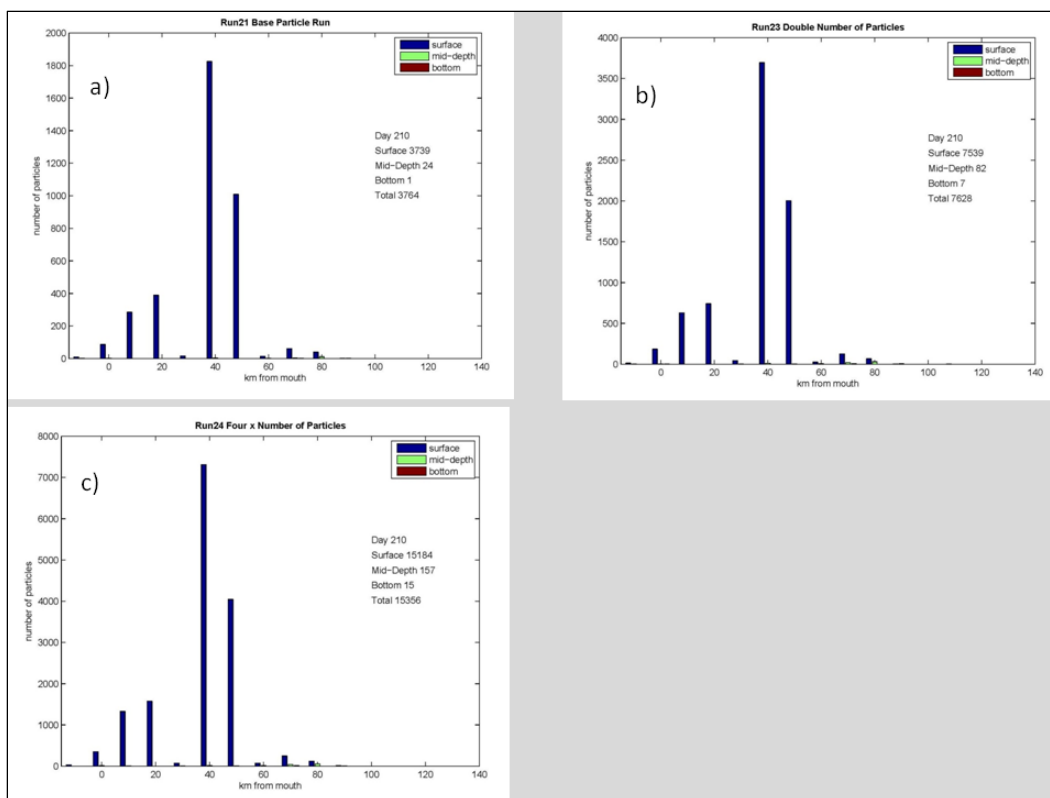 Run21 Base Particle Run
2000
1800
1600
1400
1200
1000
800
600
400
200
0
number of particles
a)
surface
mid-depth
bottom
Day 210
Surface 3739
Mid-Depth 24
Bottom 1
Total 3764
0 20 40 60 80 100 120 140
km from mouth
Run23 Double Number of Particles
4000
3500
3000
2500
2000
1500
1000
500
0
number of particles
b)
surface
mid-depth
bottom
Day 210
Surface 7539
Mid-Depth 82
Bottom 7
Total 7628
0 20 40 60 80 100 120 140
km from mouth
Run24 Four x Number of Particles
8000
7000
6000
5000
4000
3000
2000
1000
0
number of particles
c)
surface
mid-depth
bottom
Day 210
Surface 15184
Mid-Depth 157
Bottom 15
Total 15356
0 20 40 60 80 100 120 140
km from mouth